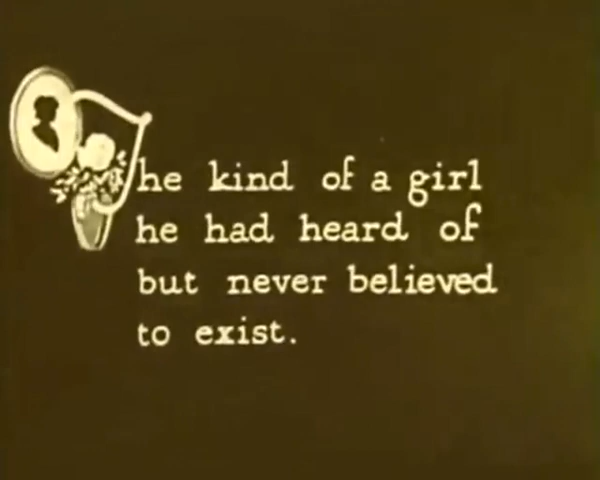 The kind of a girl
he had heard of
but never believed
to exist.